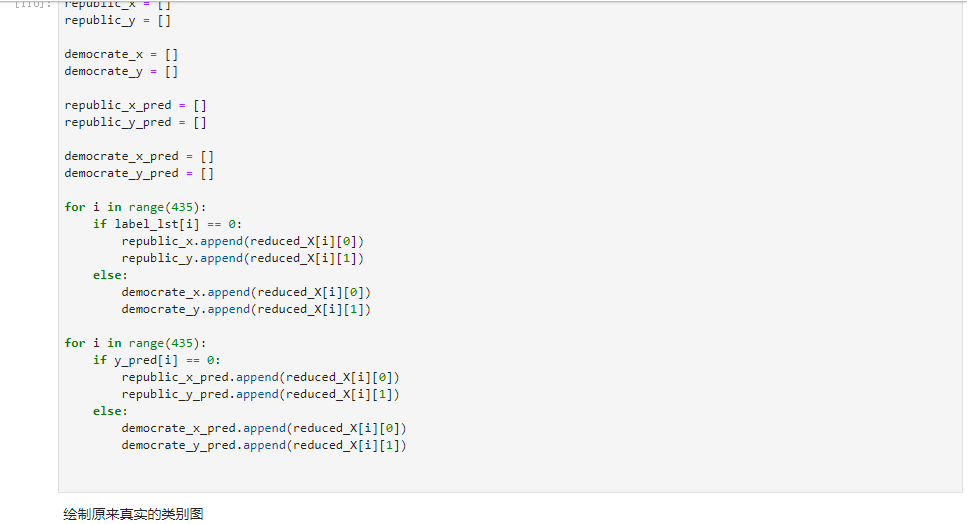 [110]: republic_x = []
republic_y = []
democrate_x = []
democrate_y = []
republic_x_pred = []
republic_y_pred = []
democrate_x_pred = []
democrate_y_pred = []
for i in range(435):
    if label_lst[i] == 0:
        republic_x.append(reduced_X[i][0])
        republic_y.append(reduced_X[i][1])
    else:
        democrate_x.append(reduced_X[i][0])
        democrate_y.append(reduced_X[i][1])
for i in range(435):
    if y_pred[i] == 0:
        republic_x_pred.append(reduced_X[i][0])
        republic_y_pred.append(reduced_X[i][1])
    else:
        democrate_x_pred.append(reduced_X[i][0])
        democrate_y_pred.append(reduced_X[i][1])
绘制原来真实的类别图